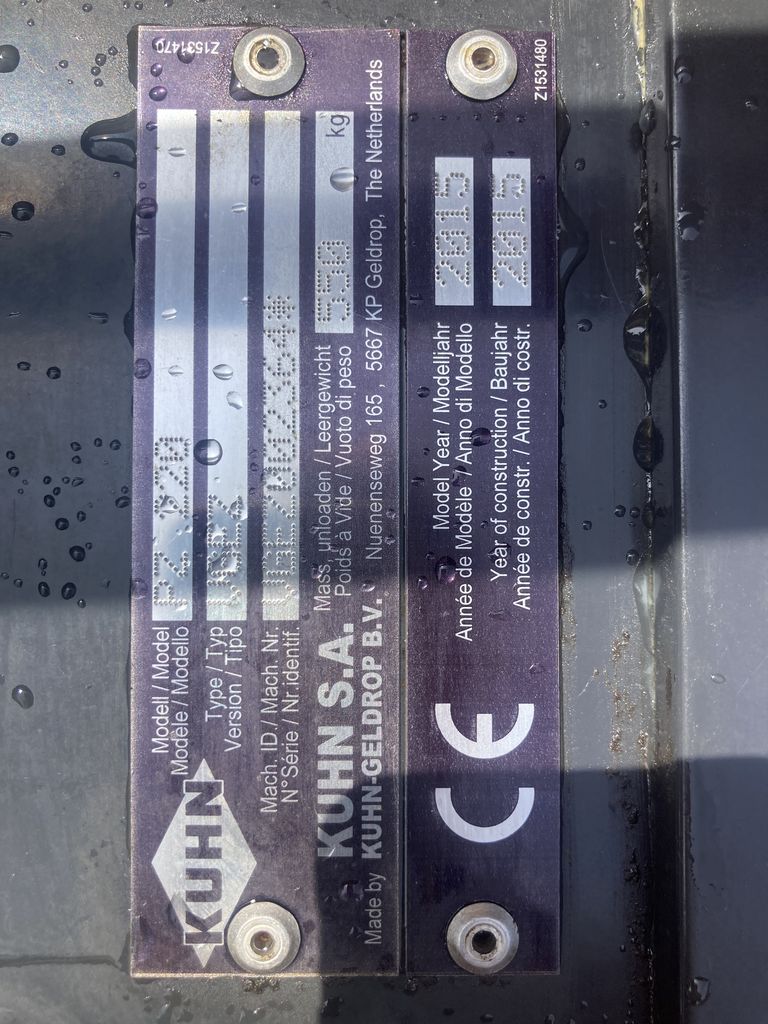 Z1531470
Modell / Model
Modèle / Modello
PZ 320
Type / Typ
Version / Tipo
Mach. ID./ Mach. Nr.
N°Série / Nr.identif.
KUHN
KUHN S.A.
Mass, unloaden / Leergewicht
Poids à Vide / Vuoto di peso
550 kg
Made by KUHN-GELDROP B.V. Nuenenseweg 165 , 5667 KP Geldrop, The Netherlands
CE
Model Year / Modelljahr
Année de Modèle / Anno di Modello
2015
Year of construction / Baujahr
Année de constr. / Anno di costr.
2015
Z1531480